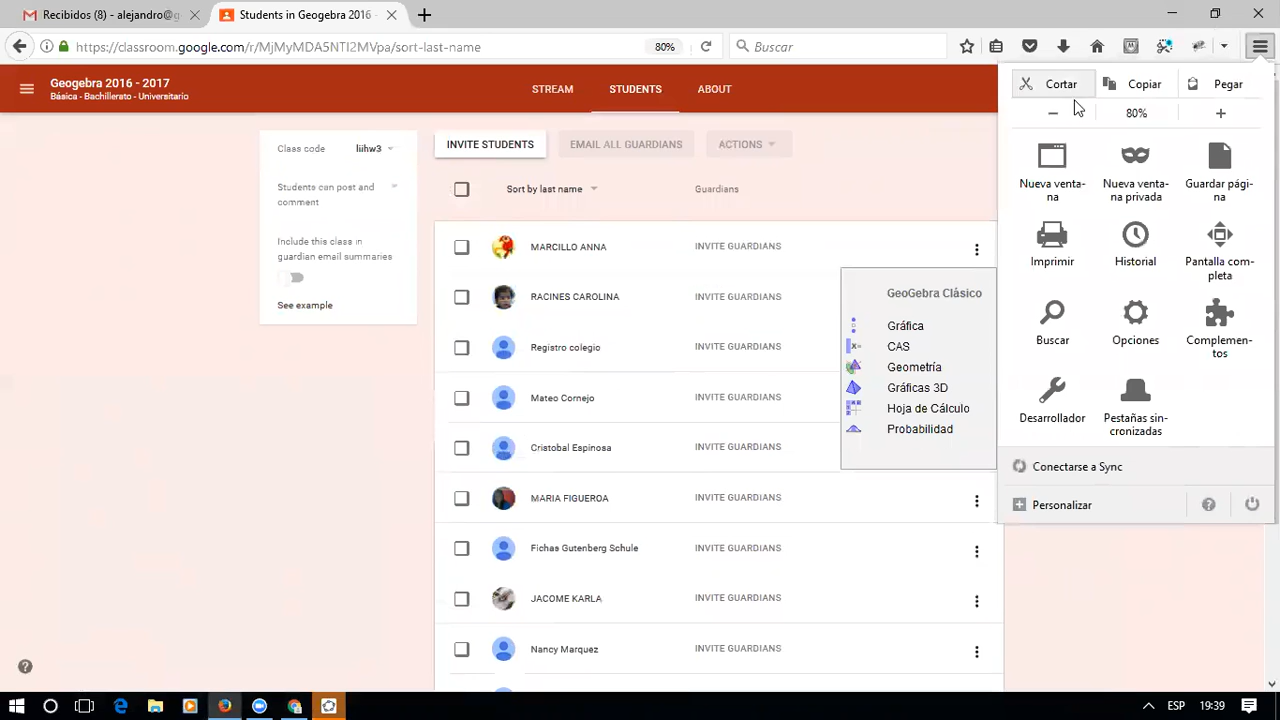 Recibidos (8) - alejandro@g
Students in Geogebra 2016 -
https://classroom.google.com/r/MjMyMDA5NTI2MVpa/sort-last-name
80%
Buscar
Geogebra 2016 - 2017
Básica - Bachillerato - Universitario
STREAM
STUDENTS
ABOUT
Class code liihw3
Students can post and
comment
Include this class in
guardian email summaries
See example
INVITE STUDENTS
EMAIL ALL GUARDIANS
ACTIONS
Sort by last name
Guardians
MARCILLO ANNA INVITE GUARDIANS
RACINES CAROLINA INVITE GUARDIANS
Registro colegio INVITE GUARDIANS
Mateo Cornejo INVITE GUARDIANS
Cristobal Espinosa INVITE GUARDIANS
MARIA FIGUEROA INVITE GUARDIANS
Fichas Gutenberg Schule INVITE GUARDIANS
JACOME KARLA INVITE GUARDIANS
Nancy Marquez INVITE GUARDIANS
GeoGebra Clásico
Gráfica
CAS
Geometría
Gráficas 3D
Hoja de Cálculo
Probabilidad
Cortar
Copiar
Pegar
− 80% +
Nueva venta-
na
Nueva venta-
na privada
Guardar pági-
na
Imprimir
Historial
Pantalla com-
pleta
Buscar
Opciones
Complemen-
tos
Desarrollador
Pestañas sin-
cronizadas
Conectarse a Sync
Personalizar
ESP
19:39